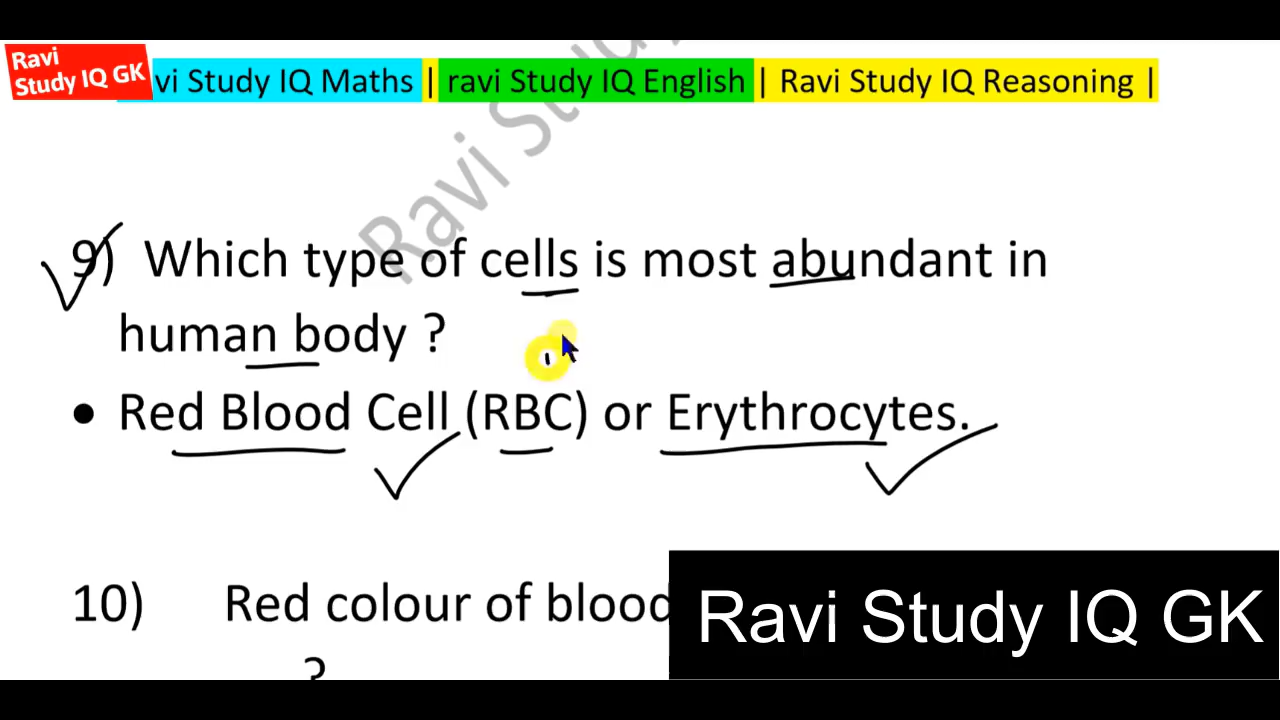 Ravi
Study IQ GK
vi Study IQ Maths | ravi Study IQ English | Ravi Study IQ Reasoning |
Ravi Stud
9) Which type of cells is most abundant in
human body ?
• Red Blood Cell (RBC) or Erythrocytes.
10) Red colour of blood
?
Ravi Study IQ GK